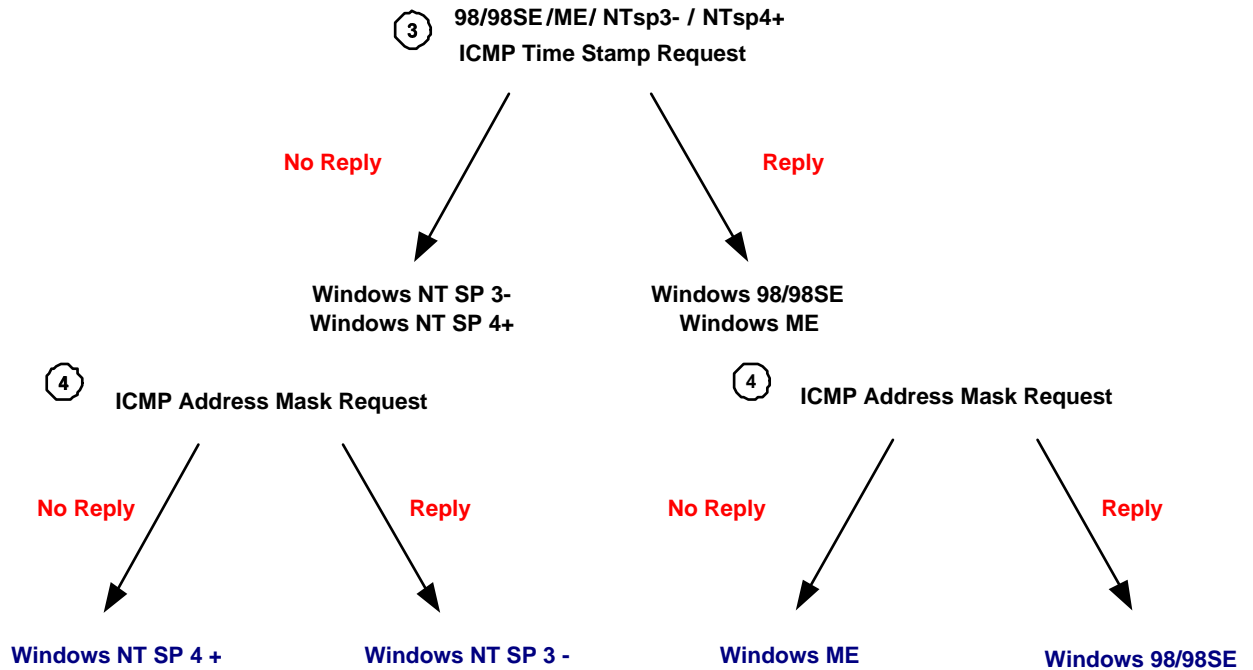 3
98/98SE/ME/ NTsp3- / NTsp4+
ICMP Time Stamp Request
No Reply
Reply
Windows NT SP 3-
Windows NT SP 4+
Windows 98/98SE
Windows ME
4
ICMP Address Mask Request
4
ICMP Address Mask Request
No Reply
Reply
No Reply
Reply
Windows NT SP 4 +
Windows NT SP 3 -
Windows ME
Windows 98/98SE